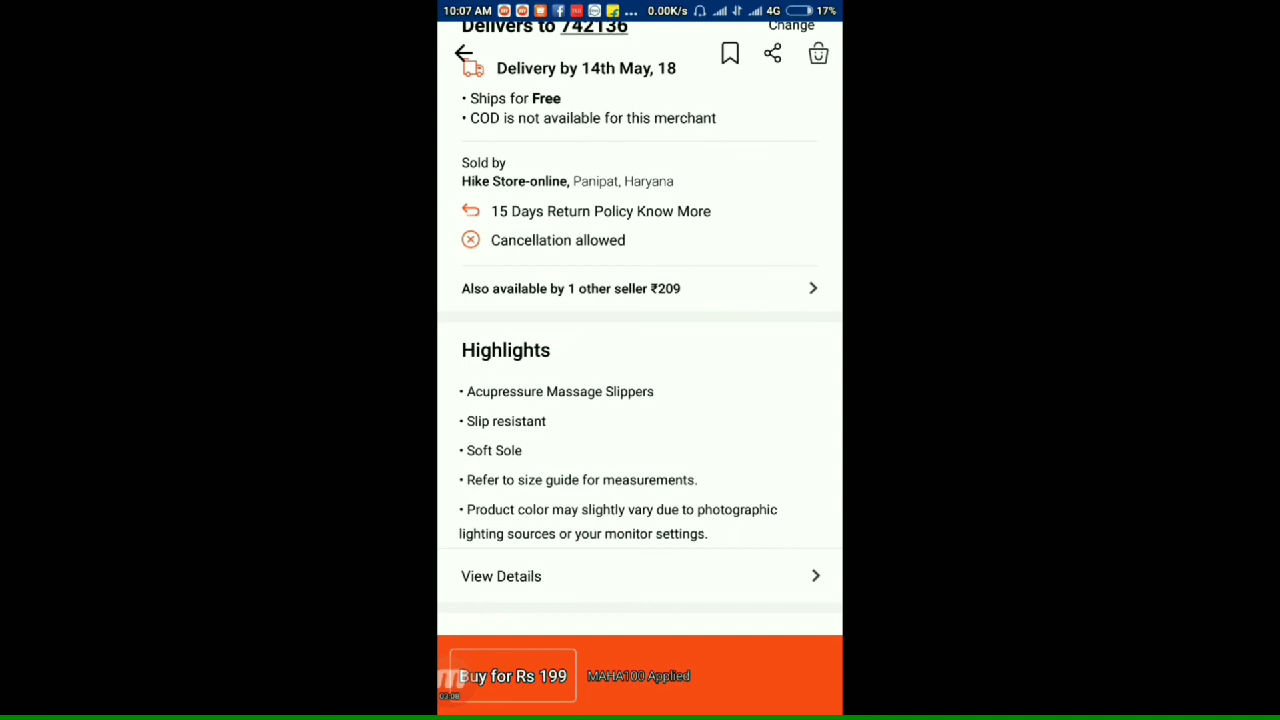 10:07 AM
0.00K/s 4G 17%
Delivers to 742136
Change
Delivery by 14th May, 18
• Ships for Free
• COD is not available for this merchant
Sold by
Hike Store-online, Panipat, Haryana
15 Days Return Policy Know More
Cancellation allowed
Also available by 1 other seller ₹209
Highlights
• Acupressure Massage Slippers
• Slip resistant
• Soft Sole
• Refer to size guide for measurements.
• Product color may slightly vary due to photographic
lighting sources or your monitor settings.
View Details
Buy for Rs 199
MAHA100 Applied
03:08